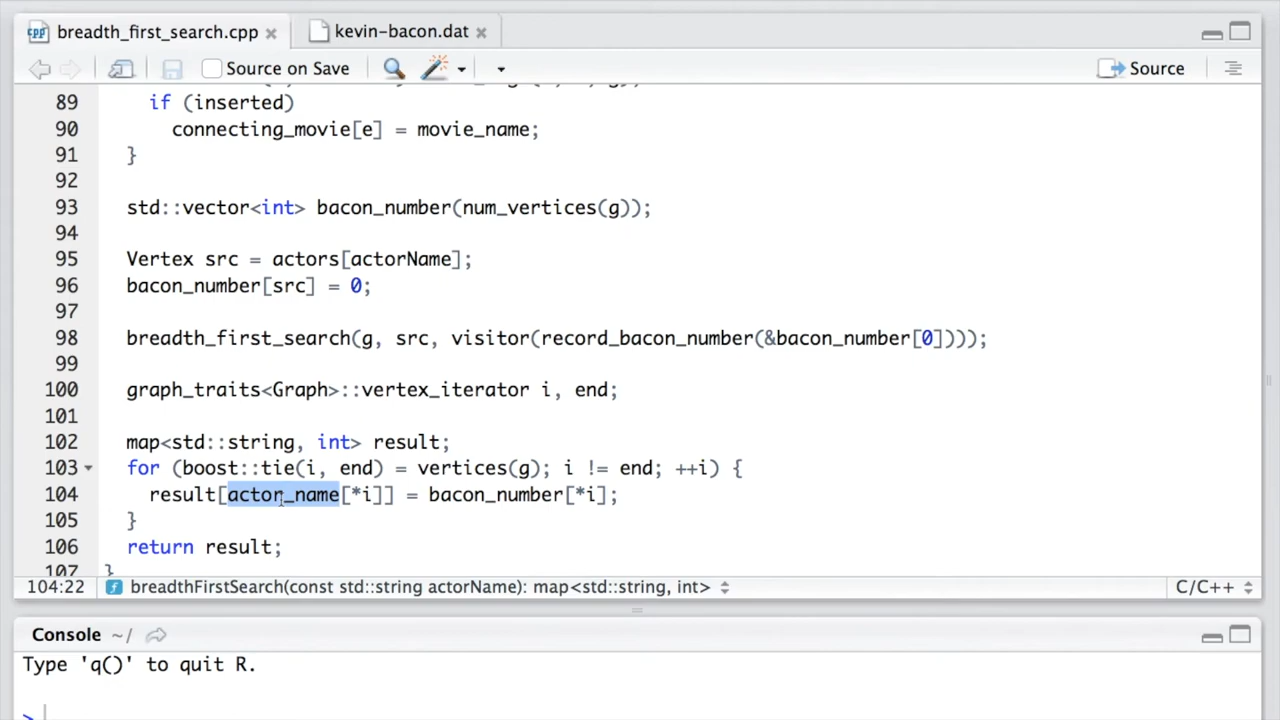 breadth_first_search.cpp kevin-bacon.dat
Source on Save Source
89 if (inserted)
90 connecting_movie[e] = movie_name;
91 }
92
93 std::vector<int> bacon_number(num_vertices(g));
94
95 Vertex src = actors[actorName];
96 bacon_number[src] = 0;
97
98 breadth_first_search(g, src, visitor(record_bacon_number(&bacon_number[0])));
99
100 graph_traits<Graph>::vertex_iterator i, end;
101
102 map<std::string, int> result;
103 for (boost::tie(i, end) = vertices(g); i != end; ++i) {
104 result[actor_name[*i]] = bacon_number[*i];
105 }
106 return result;
107 }
104:22 breadthFirstSearch(const std::string actorName): map<std::string, int> C/C++
Console ~/
Type 'q()' to quit R.
>